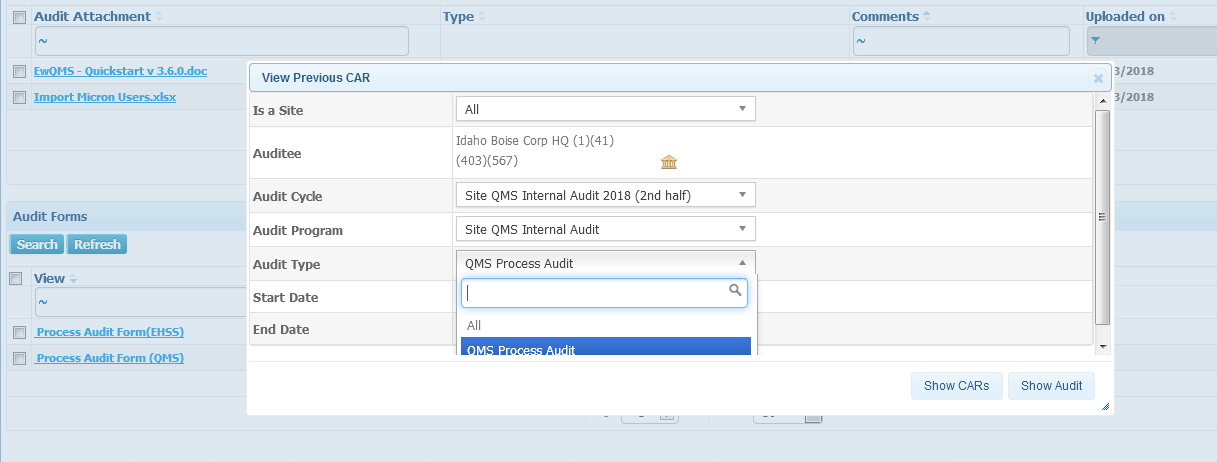 Audit Attachment Type Comments Uploaded on
~ ~
EwQMS - Quickstart v 3.6.0.doc 3/2018
Import Micron Users.xlsx 3/2018
View Previous CAR
Is a Site All
Auditee Idaho Boise Corp HQ (1)(41)
(403)(567)
Audit Cycle Site QMS Internal Audit 2018 (2nd half)
Audit Program Site QMS Internal Audit
Audit Type QMS Process Audit
Start Date
All
End Date
QMS Process Audit
Show CARs Show Audit
Audit Forms
Search Refresh
View
~
Process Audit Form(EHSS)
Process Audit Form (QMS)